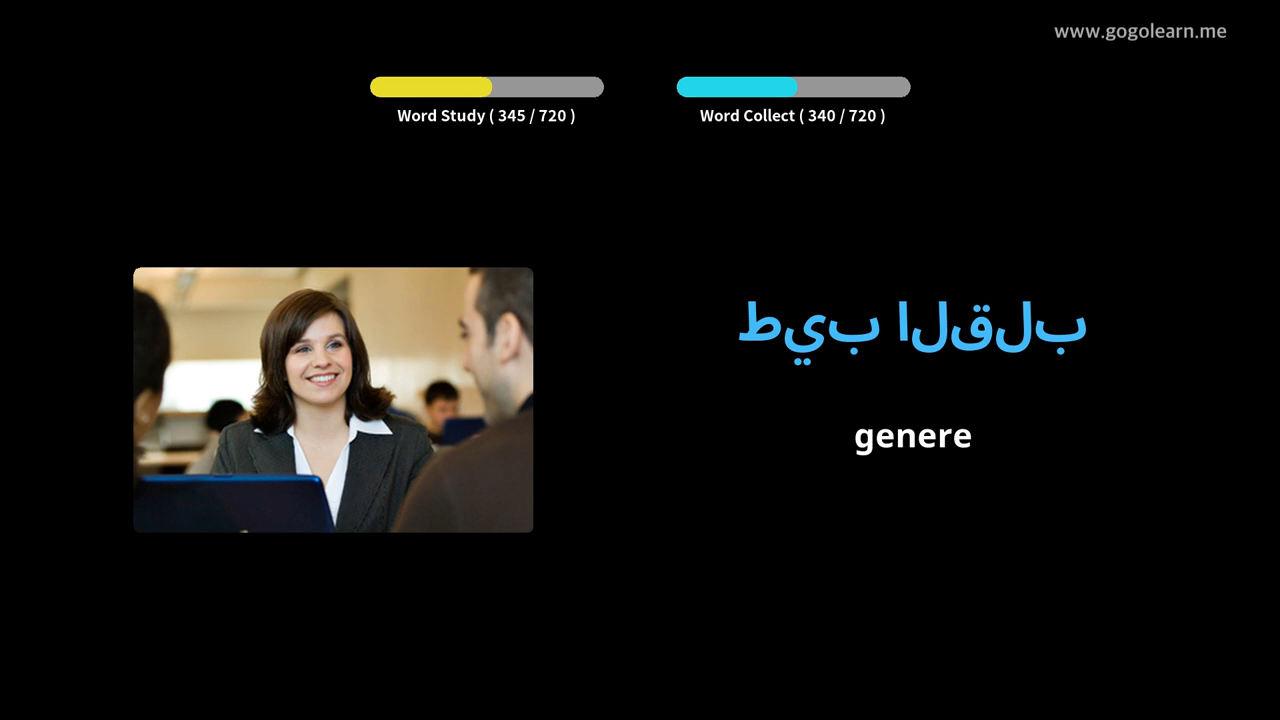 www.gogolearn.me
Word Study ( 345 / 720 )
Word Collect ( 340 / 720 )
طيب القلب
genere